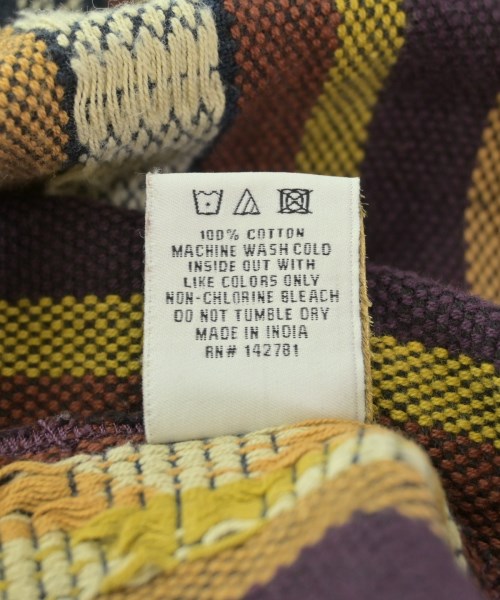 100% COTTON
MACHINE WASH COLD
INSIDE OUT WITH
LIKE COLORS ONLY
NON-CHLORINE BLEACH
DO NOT TUMBLE DRY
MADE IN INDIA
RN# 142781